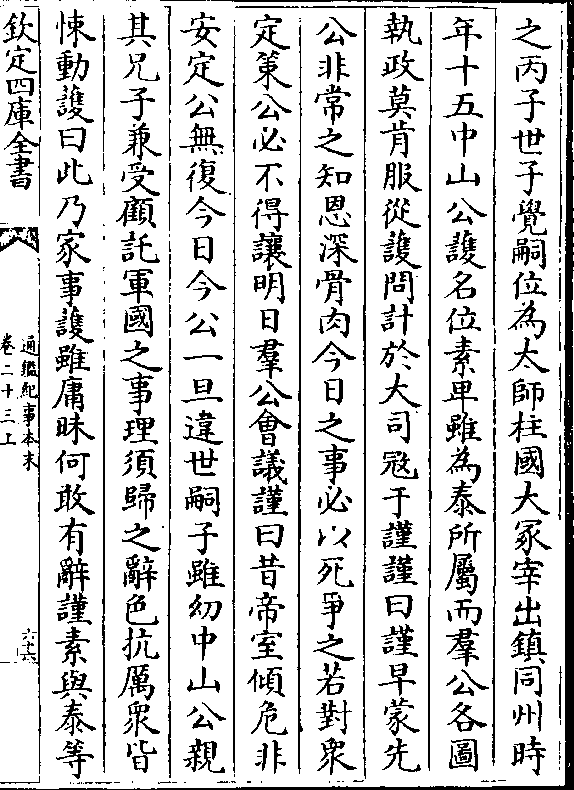 之丙子世子覺嗣位為太師柱國大冢宰出鎮同州時
年十五中山公護名位素卑雖為泰所屬而羣公各圖
執政莫肯服從護問計於大司冦于謹謹曰謹早蒙先
公非常之知恩深骨肉今日之事必以死爭之若對衆
定策公必不得讓明日羣公會議謹曰昔帝室傾危非
安定公無復今日今公一旦違世嗣子雖幼中山公親
其兄子兼受顧託軍國之事理須歸之辭色抗厲衆皆
悚動護曰此乃家事護雖庸昧何敢有辭謹素與泰等
欽定四庫全書
通鑑紀事本末
卷二十三上